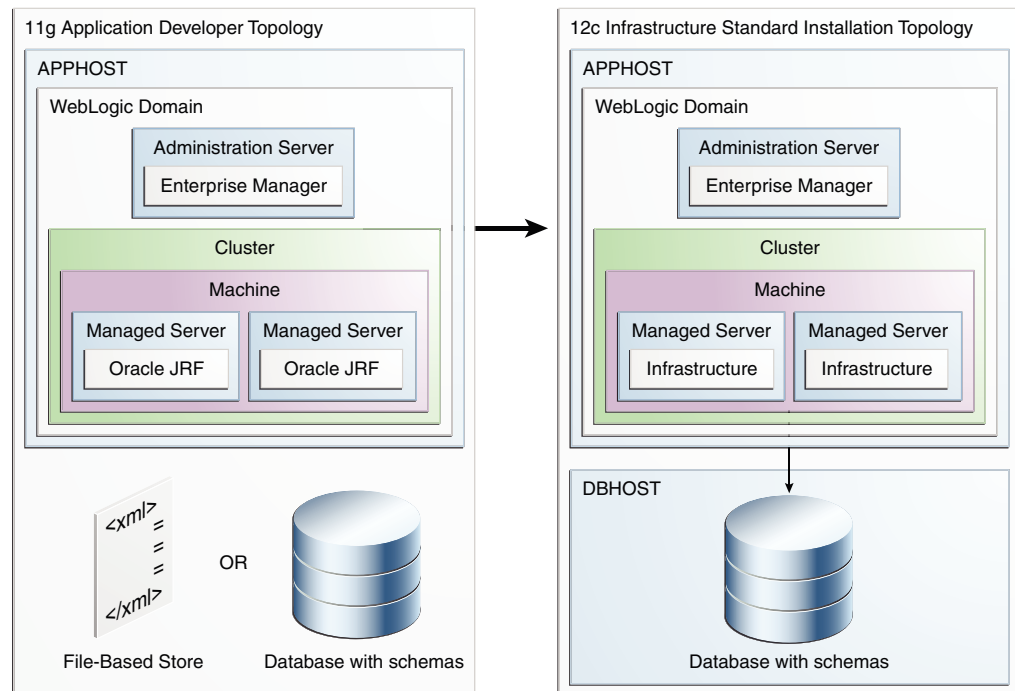 11g Application Developer Topology
APPHOST
WebLogic Domain
Administration Server
Enterprise Manager
Cluster
Machine
Managed Server
Oracle JRF
Managed Server
Oracle JRF
<xml>
=
=
=
</xml>
File-Based Store
OR
Database with schemas
12c Infrastructure Standard Installation Topology
APPHOST
WebLogic Domain
Administration Server
Enterprise Manager
Cluster
Machine
Managed Server
Infrastructure
Managed Server
Infrastructure
DBHOST
Database with schemas